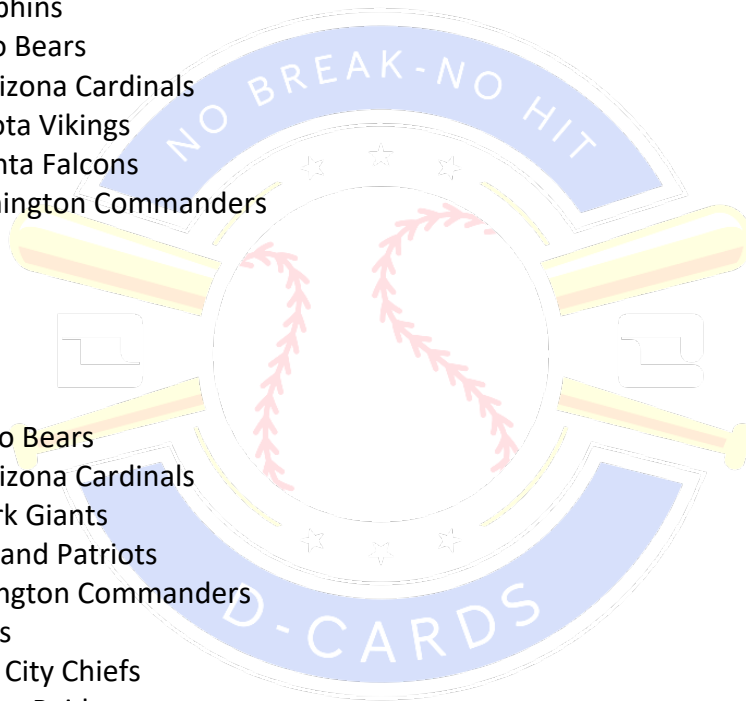 phins
o Bears
izona Cardinals
ota Vikings
nta Falcons
hington Commanders
NO BREAK-NO HIT
o Bears
izona Cardinals
rk Giants
and Patriots
ngton Commanders
s
City Chiefs
D-CARDS